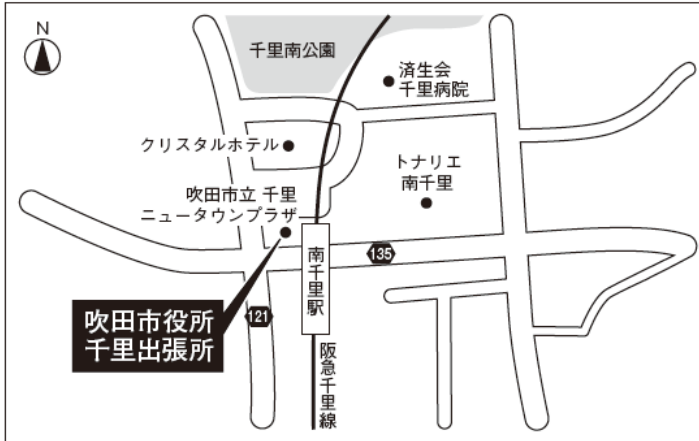 N
千里南公園
済生会
千里病院
クリスタルホテル
トナリエ
南千里
吹田市立 千里
ニュータウンプラザ
135
南千里駅
121
吹田市役所
千里出張所
阪急千里線